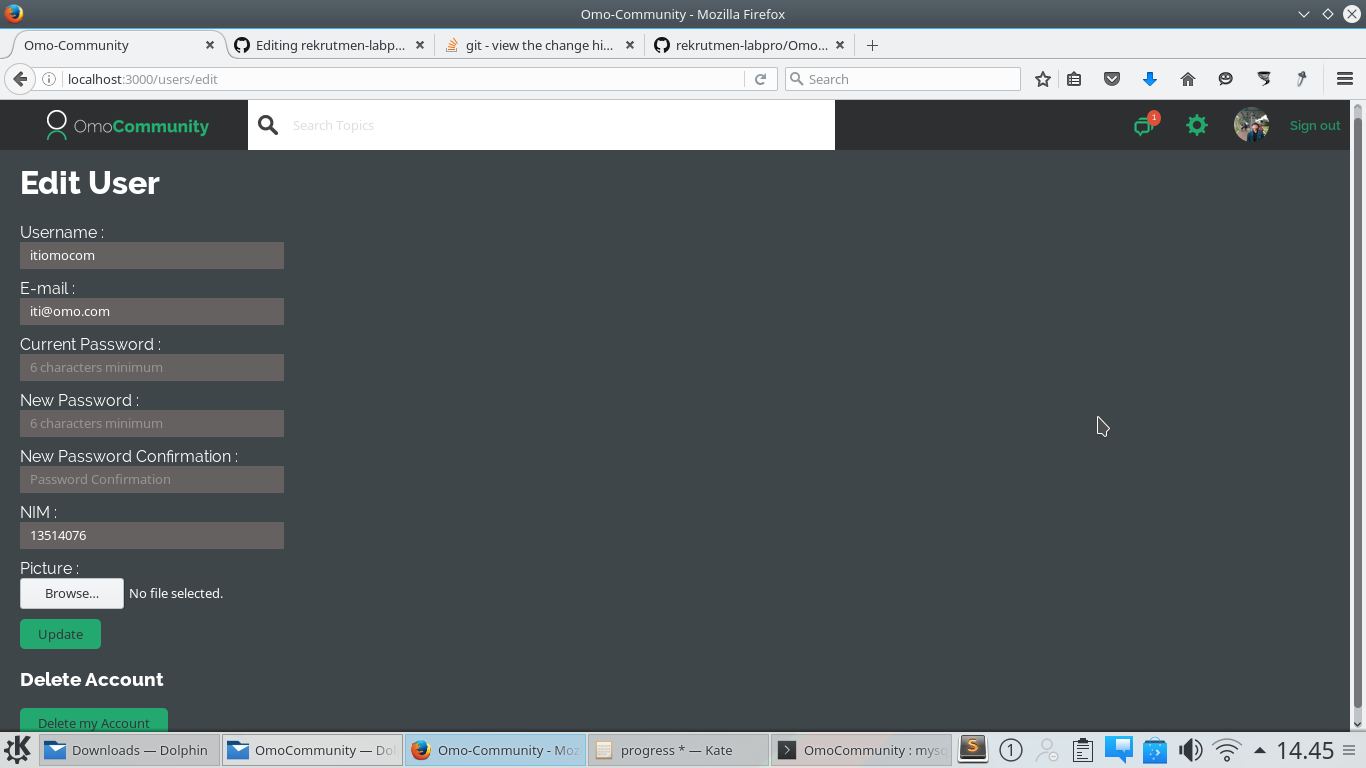 Omo-Community - Mozilla Firefox
Omo-Community
Editing rekrutmen-labp...
git - view the change hi...
rekrutmen-labpro/Omo...
localhost:3000/users/edit
Search
OmoCommunity
Search Topics
1
Sign out
Edit User
Username :
itiomocom
E-mail :
iti@omo.com
Current Password :
6 characters minimum
New Password :
6 characters minimum
New Password Confirmation :
Password Confirmation
NIM :
13514076
Picture :
Browse... No file selected.
Update
Delete Account
Delete my Account
Downloads — Dolphin
OmoCommunity — Dol
Omo-Community - Moz
progress * — Kate
OmoCommunity : mysq
1
14.45